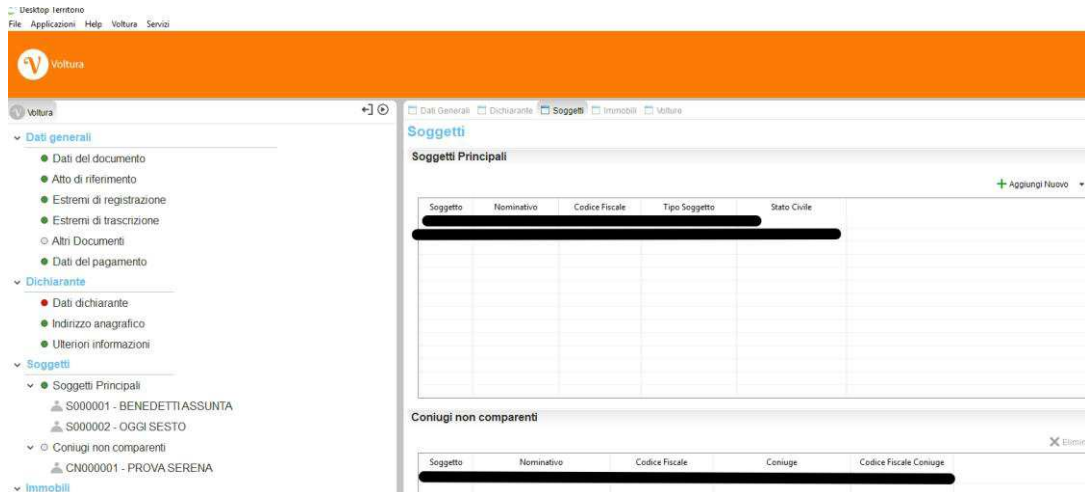 Desktop Territorio
File Applicazioni Help Voltura Servizi
V Voltura
V Voltura
Dati generali
Dati del documento
Atto di riferimento
Estremi di registrazione
Estremi di trascrizione
Altri Documenti
Dati del pagamento
Dichiarante
Dati dichiarante
Indirizzo anagrafico
Ulteriori informazioni
Soggetti
Soggetti Principali
S000001 - BENEDETTI ASSUNTA
S000002 - OGGI SESTO
Coniugi non comparenti
CN000001 - PROVA SERENA
Immobili
Dati Generali Dichiarante Soggetti Immobili Volture
Soggetti
Soggetti Principali
Aggiungi Nuovo
Soggetto Nominativo Codice Fiscale Tipo Soggetto Stato Civile
Coniugi non comparenti
Soggetto Nominativo Codice Fiscale Coniuge Codice Fiscale Coniuge